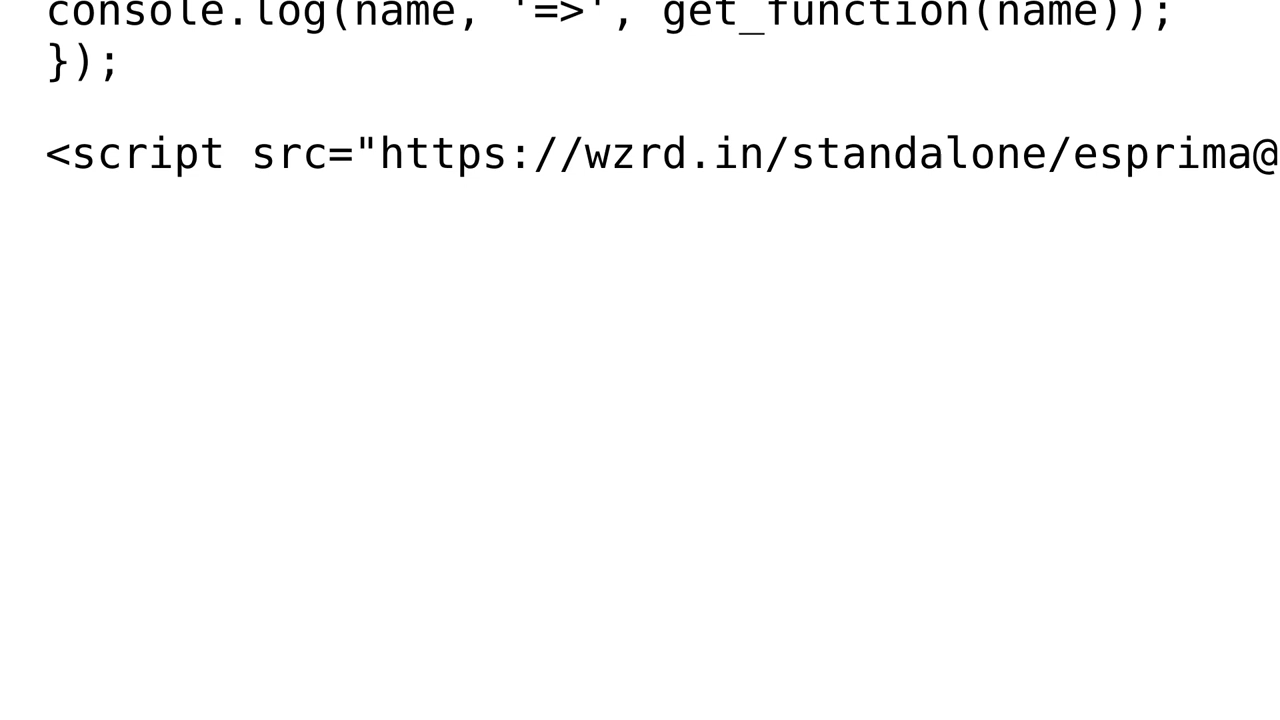 console.log(name, '=>', get_function(name));
});
<script src="https://wzrd.in/standalone/esprima@